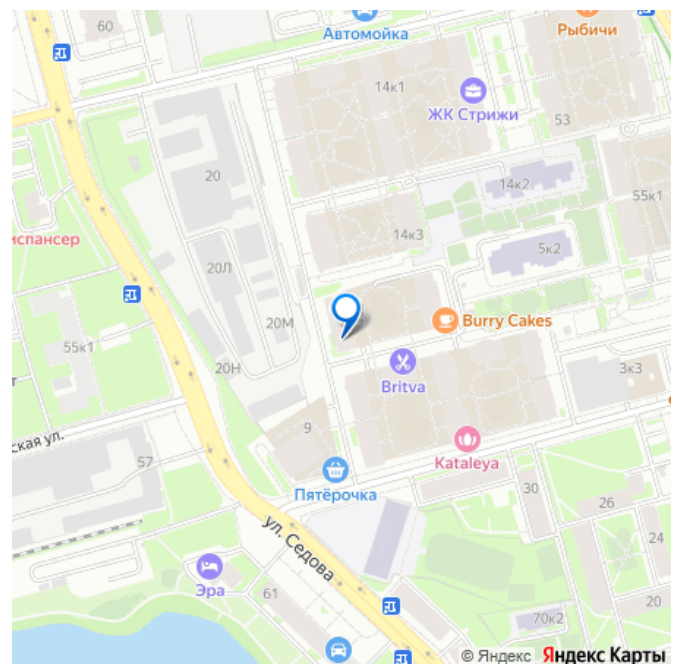 60
Автомойка
Рыбичи
14к1
ЖК Стрижи
53
20
14к2
55к1
испансер
14к3
5к2
20Л
20М
Burry Cakes
55к1
20Н
Britva
3к3
т
ская ул.
9
57
Kataleya
Пятёрочка
30
26
ул. Седова
24
Эра
61
20
70к2
© Яндекс Яндекс Карты